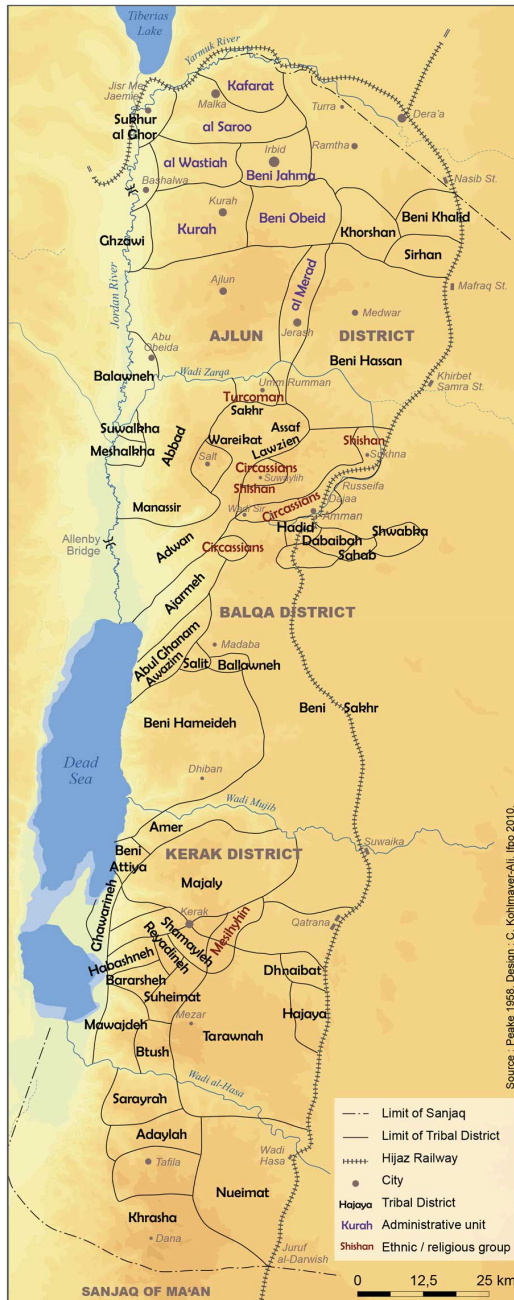 Tiberias
Lake
Yarmuk River
Jisr Me
Jaemie
Kafarat
Malka
Sukhur
al Ghor
al Saroo
Turra
Dera'a
Ramtha
al Wastiah
Irbid
Beni Jahma
Nasib St.
Bashalwa
Kurah
Kurah
Beni Obeid
Beni Khalid
Khorshan
Ghzawi
Sirhan
Jordan River
al Merad
Mafraq St.
Ajlun
Medwar
Jerash
AJLUN
DISTRICT
Abu
Obeida
Beni Hassan
Wadi Zarqa
Balawneh
Umm Rumman
Khirbet
Samra St.
Turcoman
Sakhr
Suwalkha
Abbad
Assaf
Wareikat
Lawzien
Shishan
Meshalkha
Salt
Sukhna
Circassians
Suwaylih
Shishan
Russeifa
Dajaa
Manassir
Circassians
Wadi Sir
Amman
Hadid
Shwabka
Allenby
Bridge
Adwan
Circassians
Dabaibah
Sahab
Ajarmeh
BALQA DISTRICT
Abul Ghanam
Madaba
Awazim
Salit
Ballawneh
Beni
Sakhr
Beni Hameideh
Dead
Sea
Dhiban
Wadi Mujib
Amer
Suwaika
Beni
Attiya
KERAK DISTRICT
Majaly
Ghawarineh
Kerak
Mesihyhin
Qatrana
Shamayleh
Reyadineh
Habashneh
Dhnaibat
Bararsheh
Suheimat
Hajaya
Mawajdeh
Mezar
Tarawnah
Btush
Wadi al-Hasa
Sarayrah
Adaylah
Wadi
Hasa
Tafila
Nueimat
Khrasha
Dana
Juruf
al-Darwish
SANJAQ OF MA'AN
Limit of Sanjaq
Limit of Tribal District
Hijaz Railway
City
Hajaya Tribal District
Kurah Administrative unit
Shishan Ethnic / religious group
0 12,5 25 km
Source : Peake 1958. Design : C. Kohlmayer-Ali. Ifpo 2010.